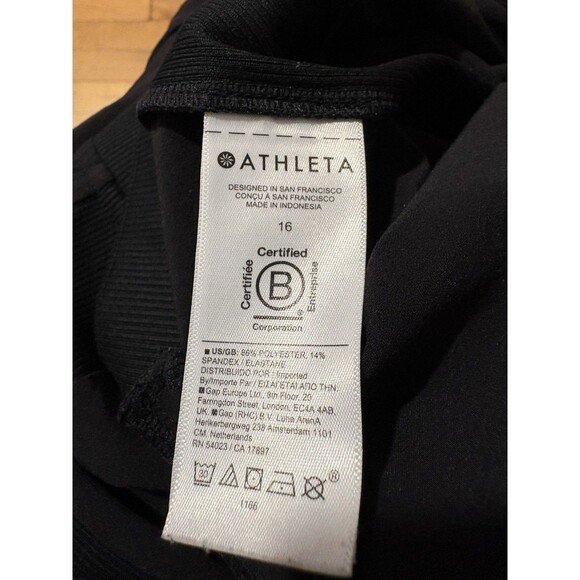 ATHLETA
DESIGNED IN SAN FRANCISCO
CONÇU À SAN FRANCISCO
MADE IN INDONESIA
16
Certified
Certifiée
B
Entreprise
®
Corporation
US/GB: 86% POLYESTER, 14%
SPANDEX / ELASTANE
DISTRIBUIDO POR : Imported
By/Importe Par / ΕΙΣΑΓΕΤΑΙ ΑΠΟ ΤΗΝ:
Gap Europe Ltd., 8th Floor, 20
Farringdon Street, London, EC4A 4AB,
UK. Gap (RHC) B.V. Luna ArenA
Herikerbergweg 238 Amsterdam 1101
CM, Netherlands
RN 54023 / CA 17897
30 ®
1166